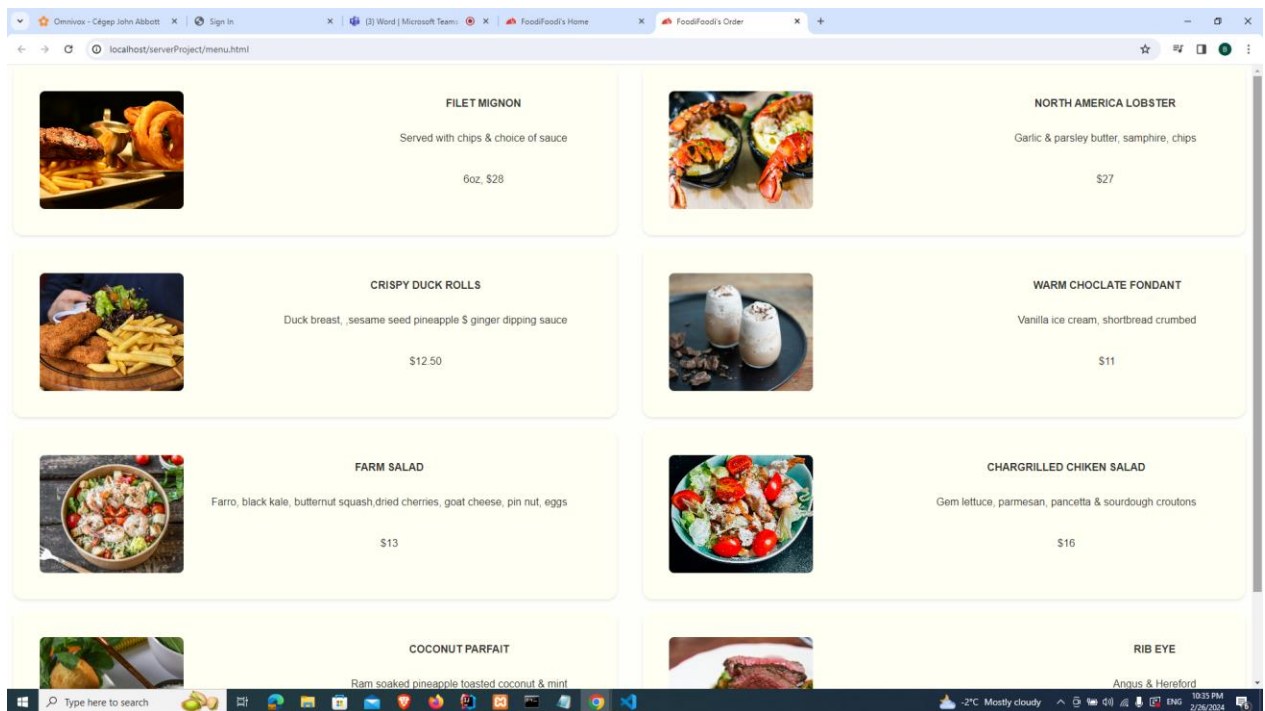 Omnivox - Cégep John Abbott
Sign In
(3) Word | Microsoft Teams
FoodiFoodi's Home
FoodiFoodi's Order
localhost/serverProject/menu.html
B
FILET MIGNON
Served with chips & choice of sauce
6oz, $28
NORTH AMERICA LOBSTER
Garlic & parsley butter, samphire, chips
$27
CRISPY DUCK ROLLS
Duck breast, ,sesame seed pineapple $ ginger dipping sauce
$12.50
WARM CHOCLATE FONDANT
Vanilla ice cream, shortbread crumbed
$11
FARM SALAD
Farro, black kale, butternut squash,dried cherries, goat cheese, pin nut, eggs
$13
CHARGRILLED CHIKEN SALAD
Gem lettuce, parmesan, pancetta & sourdough croutons
$16
COCONUT PARFAIT
Ram soaked pineapple toasted coconut & mint
RIB EYE
Angus & Hereford
Type here to search
-2°C Mostly cloudy
ENG
10:35 PM
2/26/2024